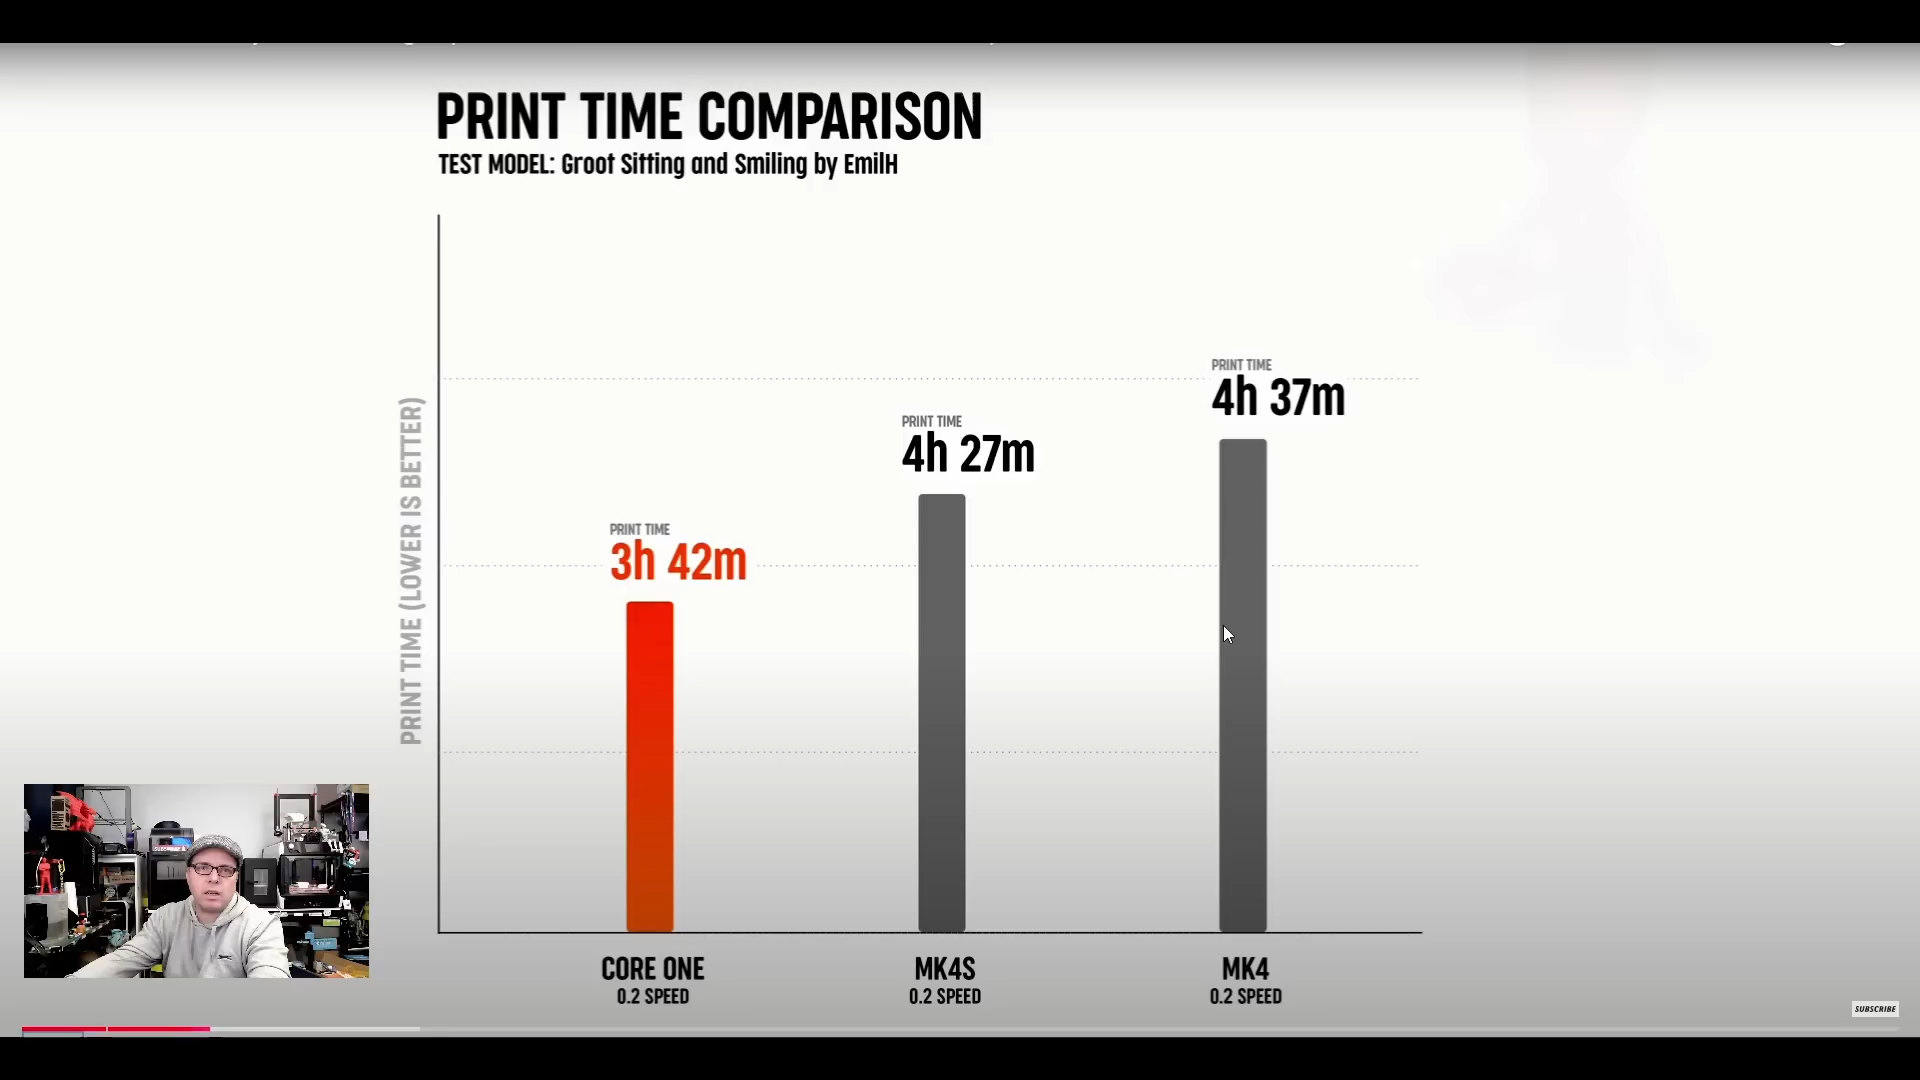 PRINT TIME COMPARISON
TEST MODEL: Groot Sitting and Smiling by EmilH
PRINT TIME (LOWER IS BETTER)
PRINT TIME
3h 42m
PRINT TIME
4h 27m
PRINT TIME
4h 37m
CORE ONE
0.2 SPEED
MK4S
0.2 SPEED
MK4
0.2 SPEED
SUBSCRIBE